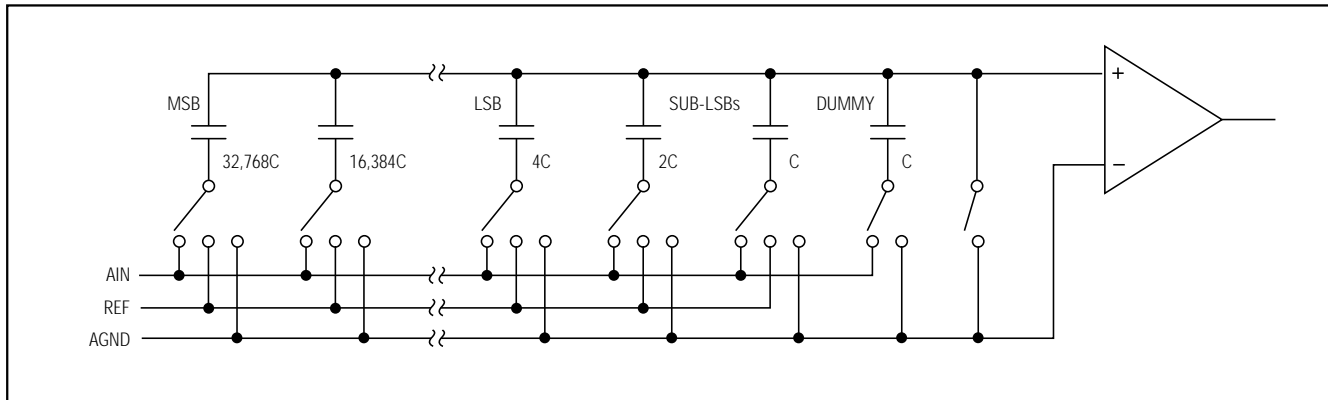 MSB
LSB
SUB-LSBs
DUMMY
32,768C
16,384C
4C
2C
C
C
+
−
AIN
REF
AGND